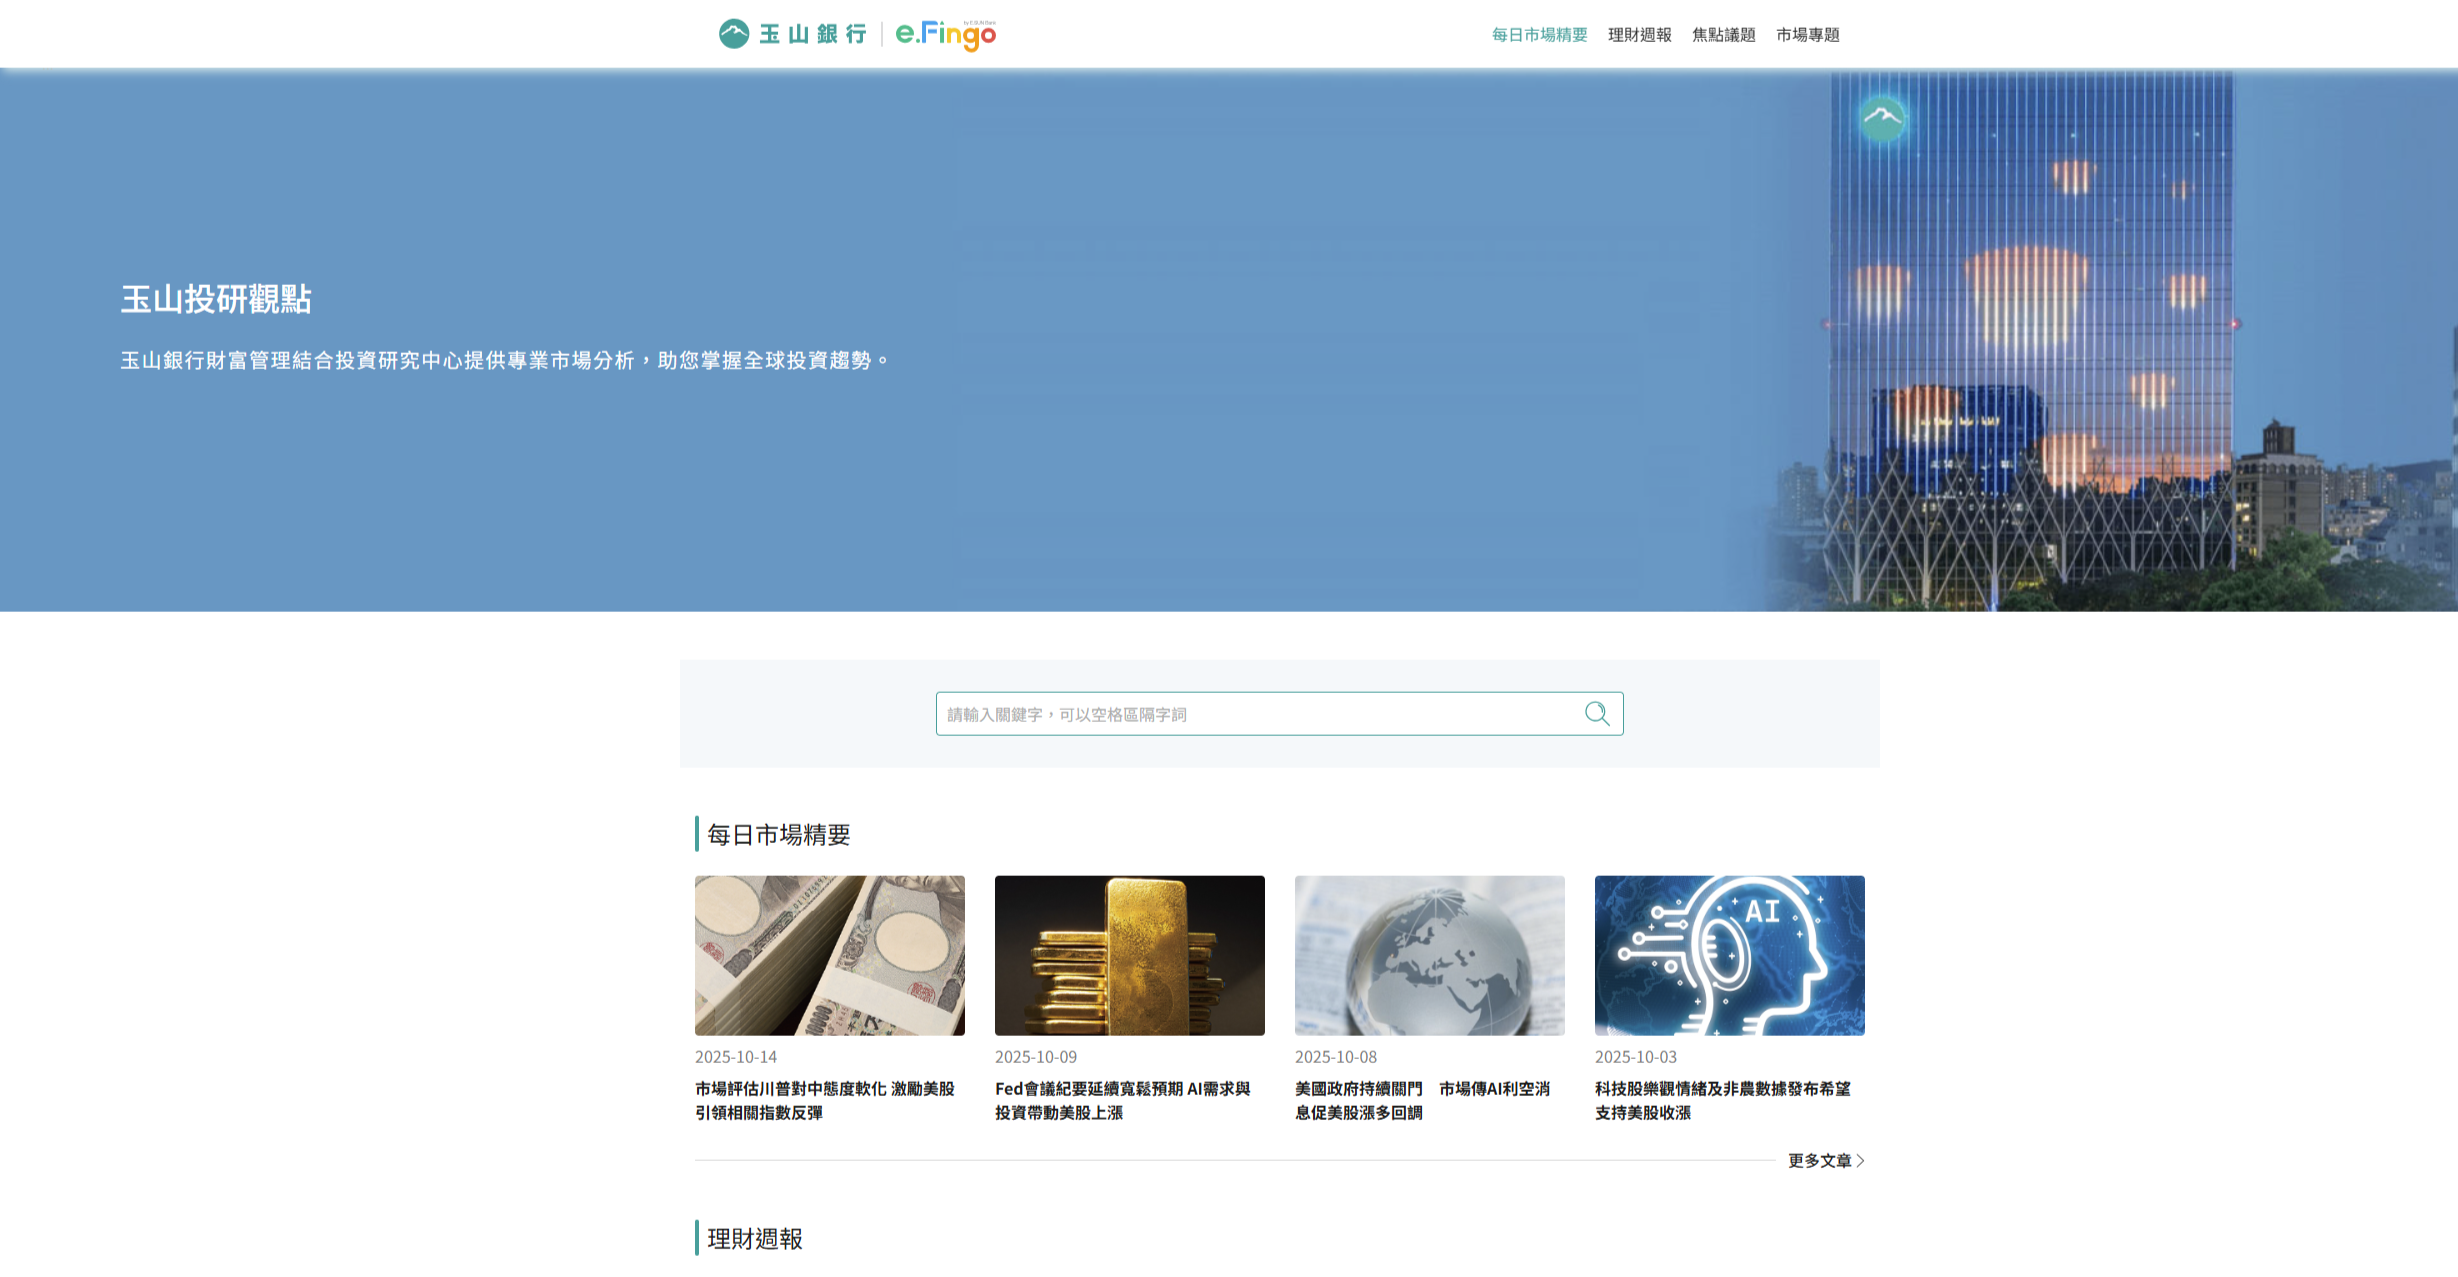 玉山銀行 e.Fingo by E.SUN Bank
每日市場精要 理財週報 焦點議題 市場專題
玉山投研觀點
玉山銀行財富管理結合投資研究中心提供專業市場分析，助您掌握全球投資趨勢。
請輸入關鍵字，可以空格區隔字詞
每日市場精要
AI
2025-10-14
市場評估川普對中態度軟化 激勵美股
引領相關指數反彈
2025-10-09
Fed會議紀要延續寬鬆預期 AI需求與
投資帶動美股上漲
2025-10-08
美國政府持續關門　市場傳AI利空消
息促美股漲多回調
2025-10-03
科技股樂觀情緒及非農數據發布希望
支持美股收漲
更多文章
理財週報